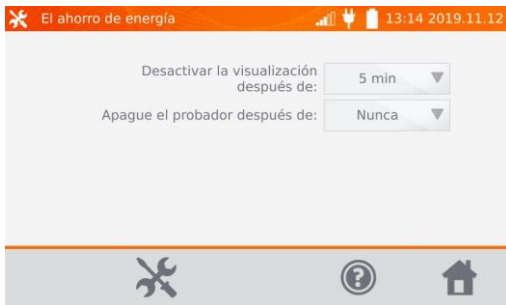 El ahorro de energía 13:14 2019.11.12
Desactivar la visualización
después de: 5 min
Apague el probador después de: Nunca